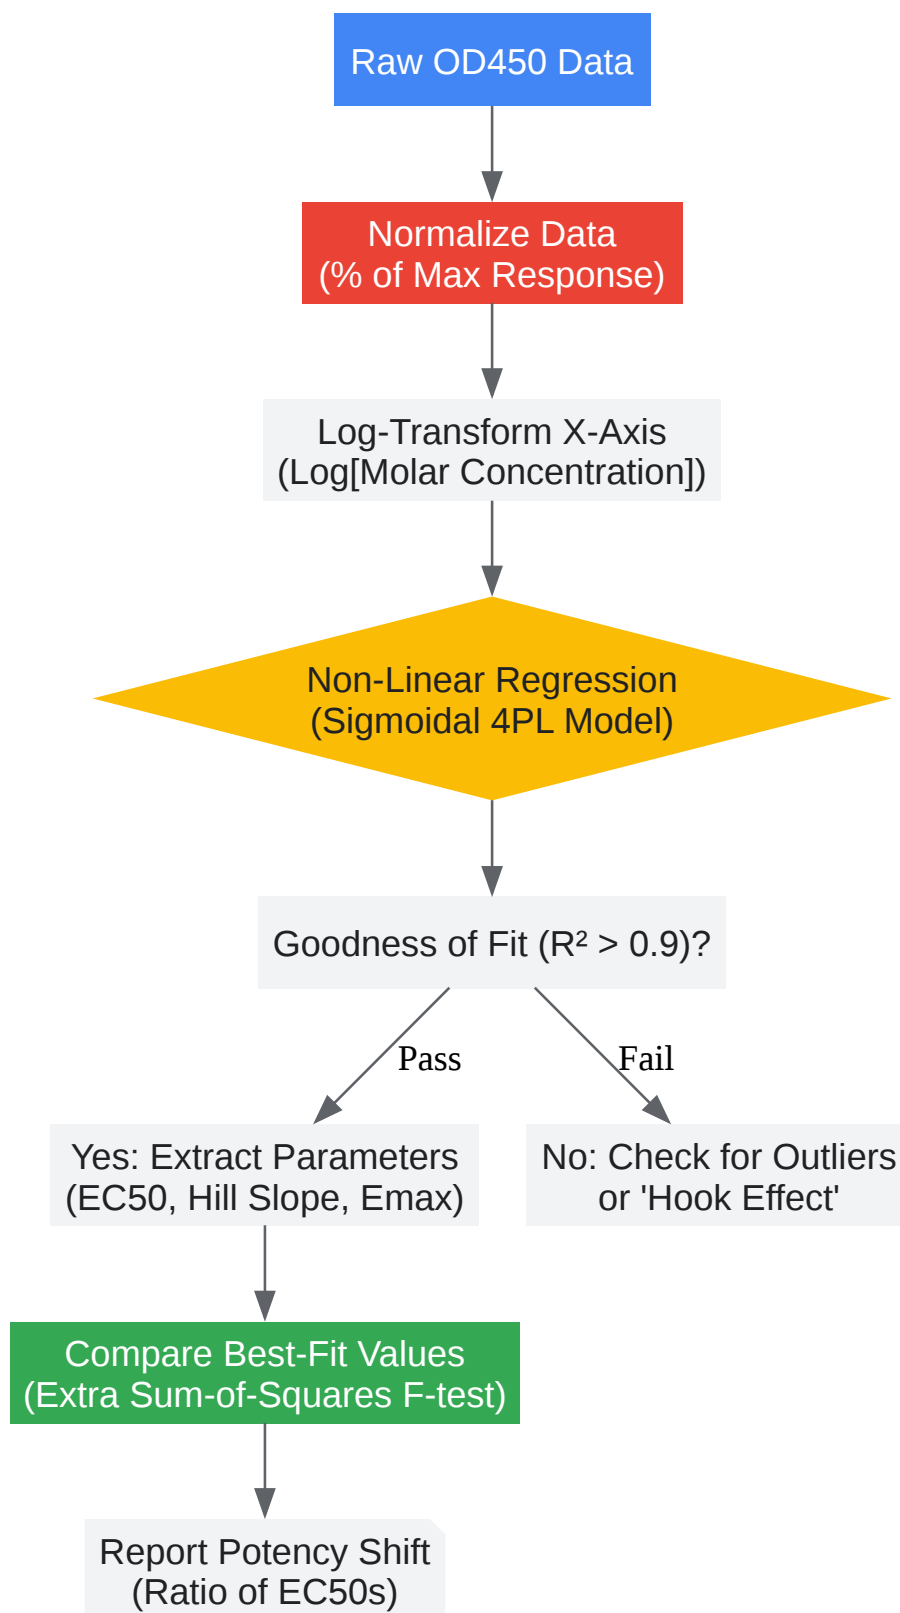 Raw OD450 Data
Normalize Data
(% of Max Response)
Log-Transform X-Axis
(Log[Molar Concentration])
Non-Linear Regression
(Sigmoidal 4PL Model)
Goodness of Fit (R² > 0.9)?
Pass
Fail
Yes: Extract Parameters
(EC50, Hill Slope, Emax)
No: Check for Outliers
or 'Hook Effect'
Compare Best-Fit Values
(Extra Sum-of-Squares F-test)
Report Potency Shift
(Ratio of EC50s)